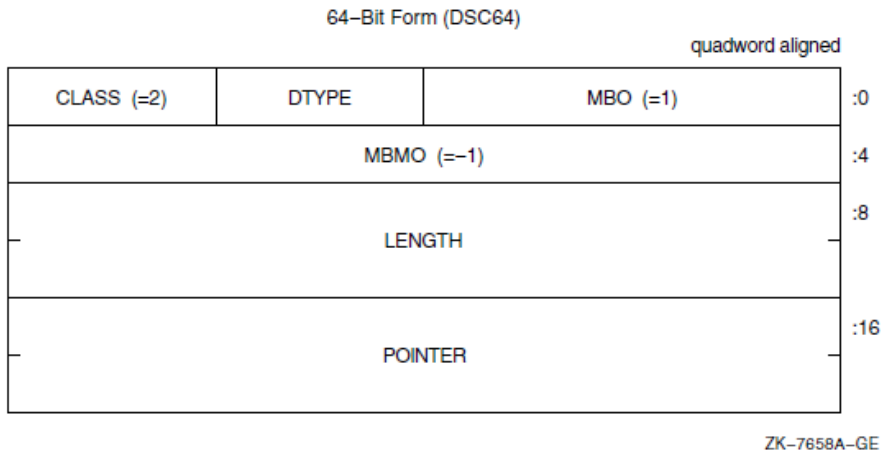 64–Bit Form (DSC64)
quadword aligned
CLASS (=2) DTYPE MBO (=1) :0
MBMO (=–1) :4
:8
LENGTH
:16
POINTER
ZK–7658A–GE